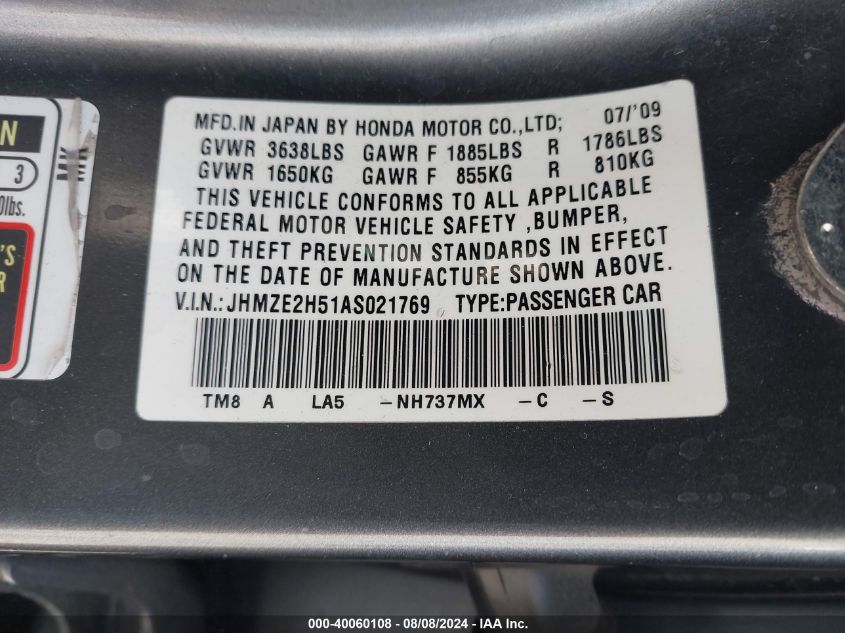 MFD.IN JAPAN BY HONDA MOTOR CO.,LTD; 07/'09
GVWR 3638LBS GAWR F 1885LBS R 1786LBS
GVWR 1650KG GAWR F 855KG R 810KG
THIS VEHICLE CONFORMS TO ALL APPLICABLE
FEDERAL MOTOR VEHICLE SAFETY ,BUMPER,
AND THEFT PREVENTION STANDARDS IN EFFECT
ON THE DATE OF MANUFACTURE SHOWN ABOVE.
V.I.N.:JHMZE2H51AS021769 TYPE:PASSENGER CAR
TM8 A LA5 -NH737MX -C -S
N
3
0lbs.
'S
R
MK
000-40060108 - 08/08/2024 - IAA Inc.